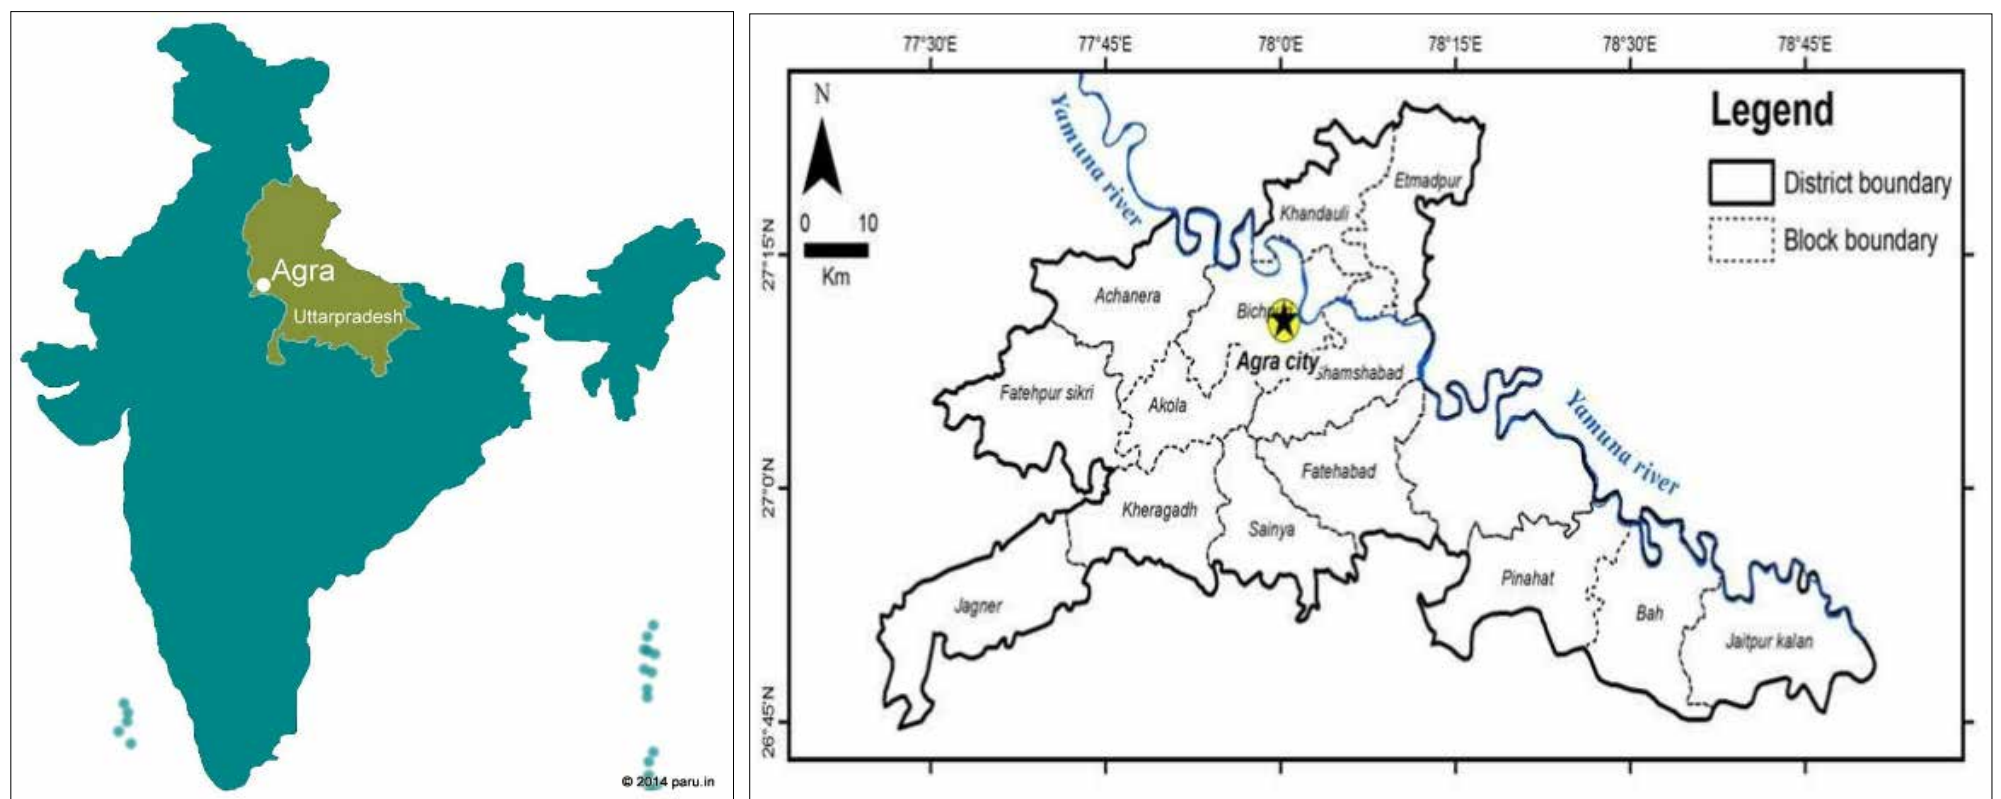 Agra
Uttarpradesh
© 2014 paru.in
77°30'E 77°45'E 78°0'E 78°15'E 78°30'E 78°45'E
N
0 10
Km
27°15'N
27°0'N
26°45'N
Yamuna river
Legend
District boundary
Block boundary
Etmadpur
Khandauli
Achanera
Agra city
Shamshabad
Fatehpur sikri
Akola
Yamuna river
Fatehabad
Kheragadh
Sainya
Pinahat
Jagner
Bah
Jaitpur kalan